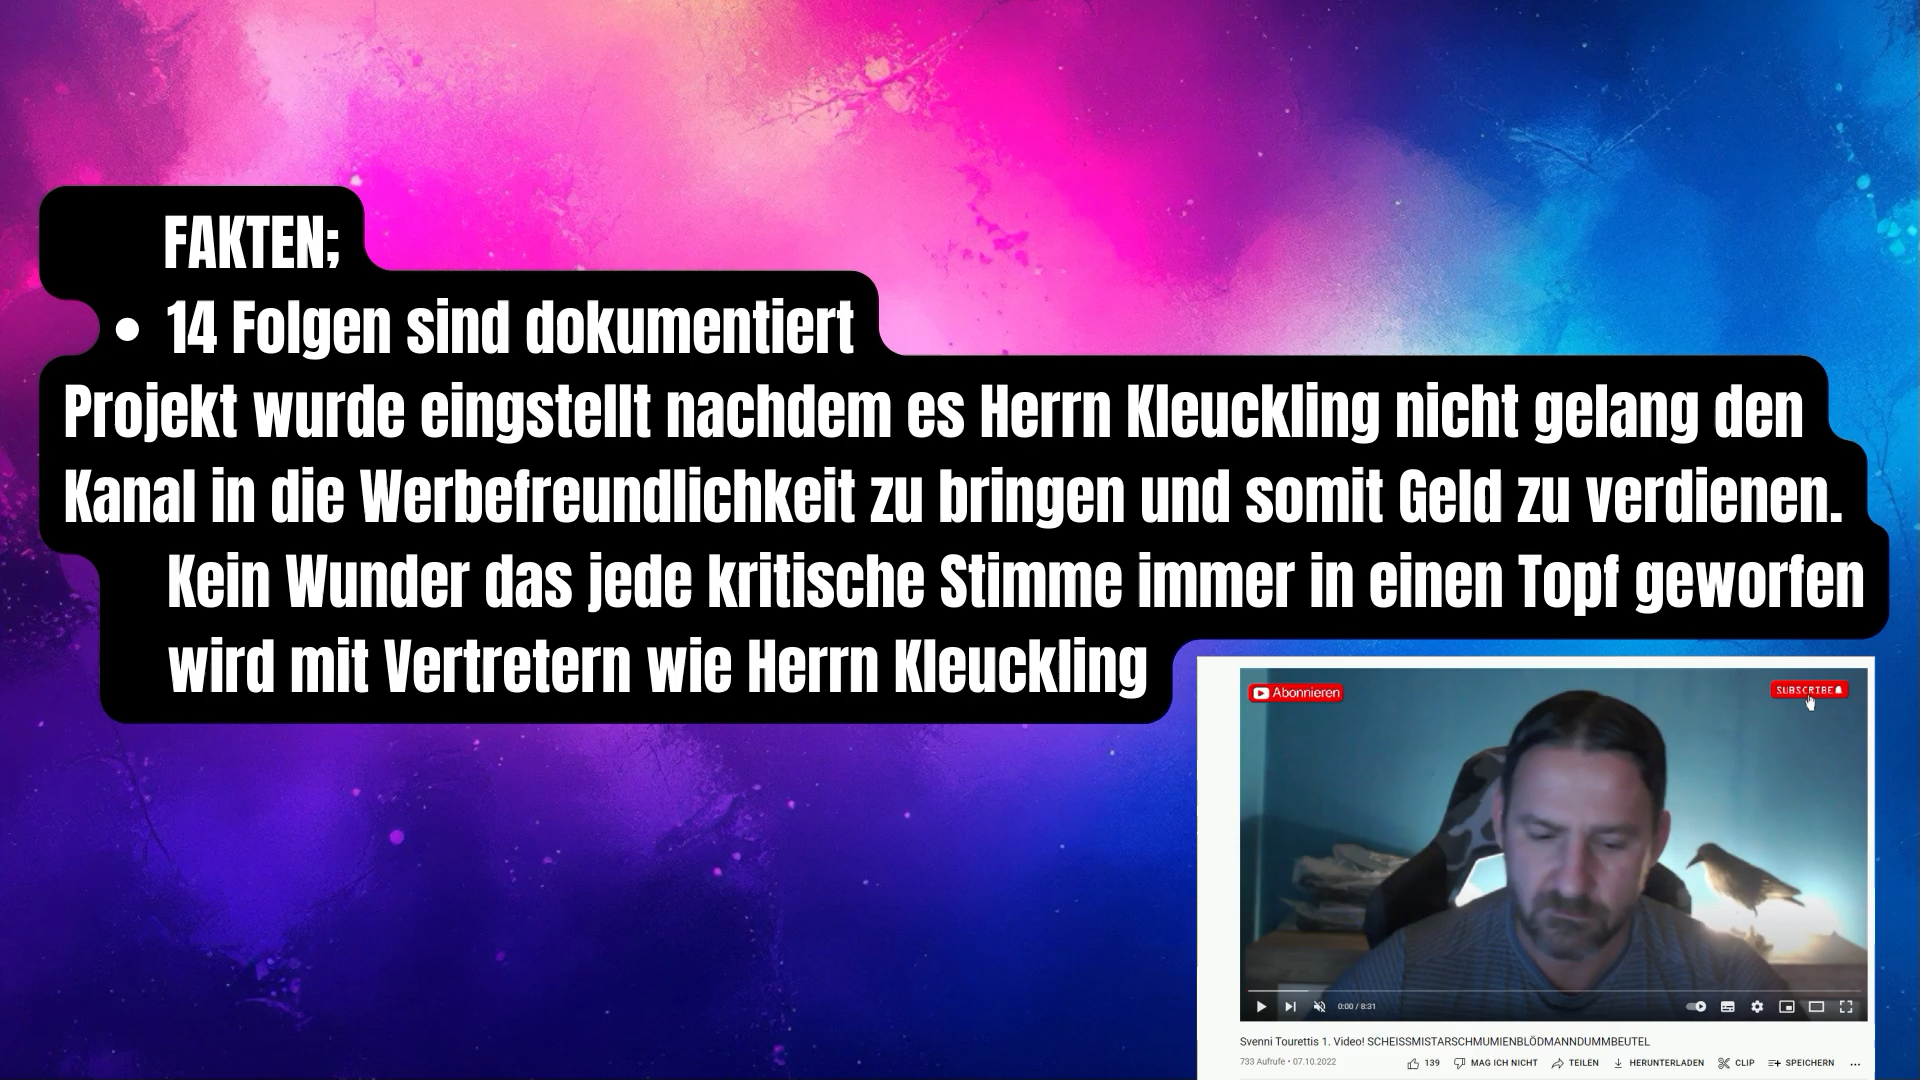 FAKTEN;
• 14 Folgen sind dokumentiert
Projekt wurde eingstellt nachdem es Herrn Kleuckling nicht gelang den
Kanal in die Werbefreundlichkeit zu bringen und somit Geld zu verdienen.
Kein Wunder das jede kritische Stimme immer in einen Topf geworfen
wird mit Vertretern wie Herrn Kleuckling
Abonnieren
SUBSCRIBE
0:00 / 8:31
Svenni Tourettis 1. Video! SCHEISSMISTARSCHMUMIENBLÖDMANNDUMMBEUTEL
733 Aufrufe • 07.10.2022
139 MAG ICH NICHT TEILEN HERUNTERLADEN CLIP SPEICHERN ...